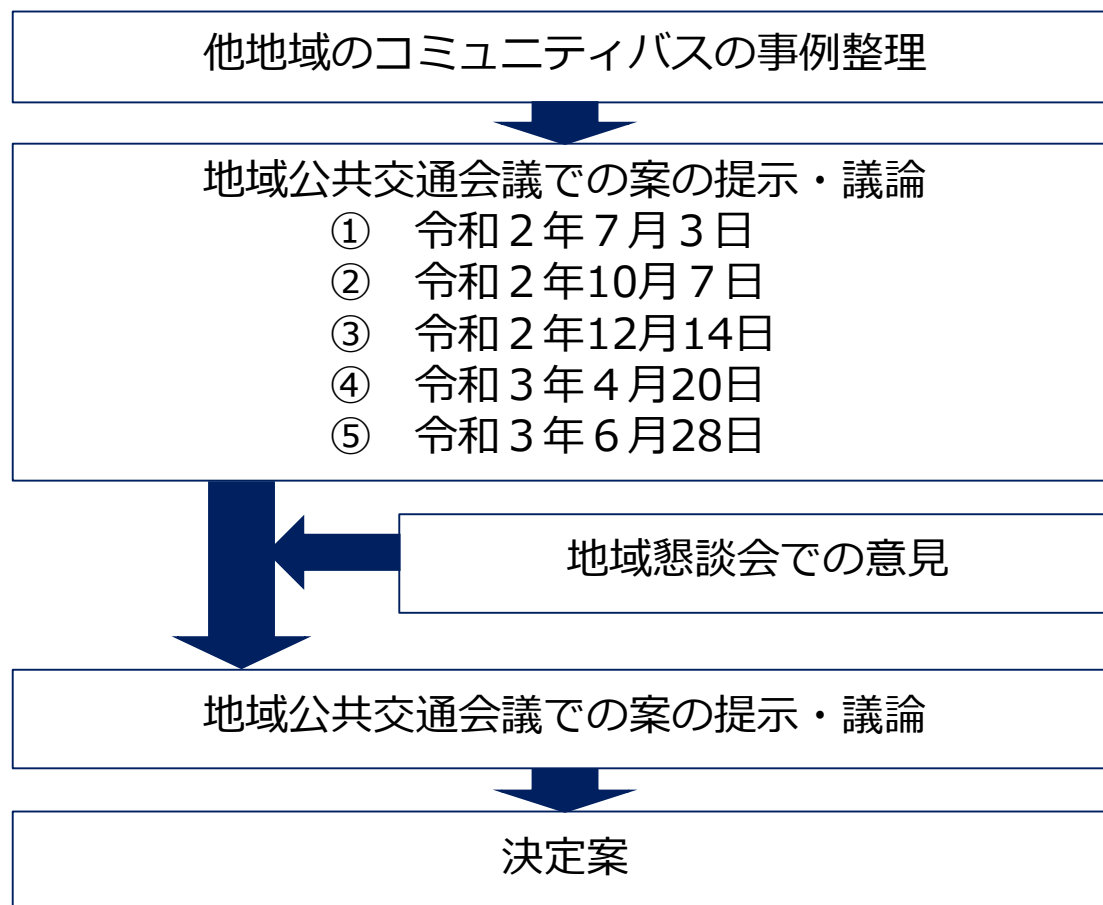 他地域のコミュニティバスの事例整理
地域公共交通会議での案の提示・議論
① 令和２年７月３日
② 令和２年10月７日
③ 令和２年12月14日
④ 令和３年４月20日
⑤ 令和３年６月28日
地域懇談会での意見
地域公共交通会議での案の提示・議論
決定案